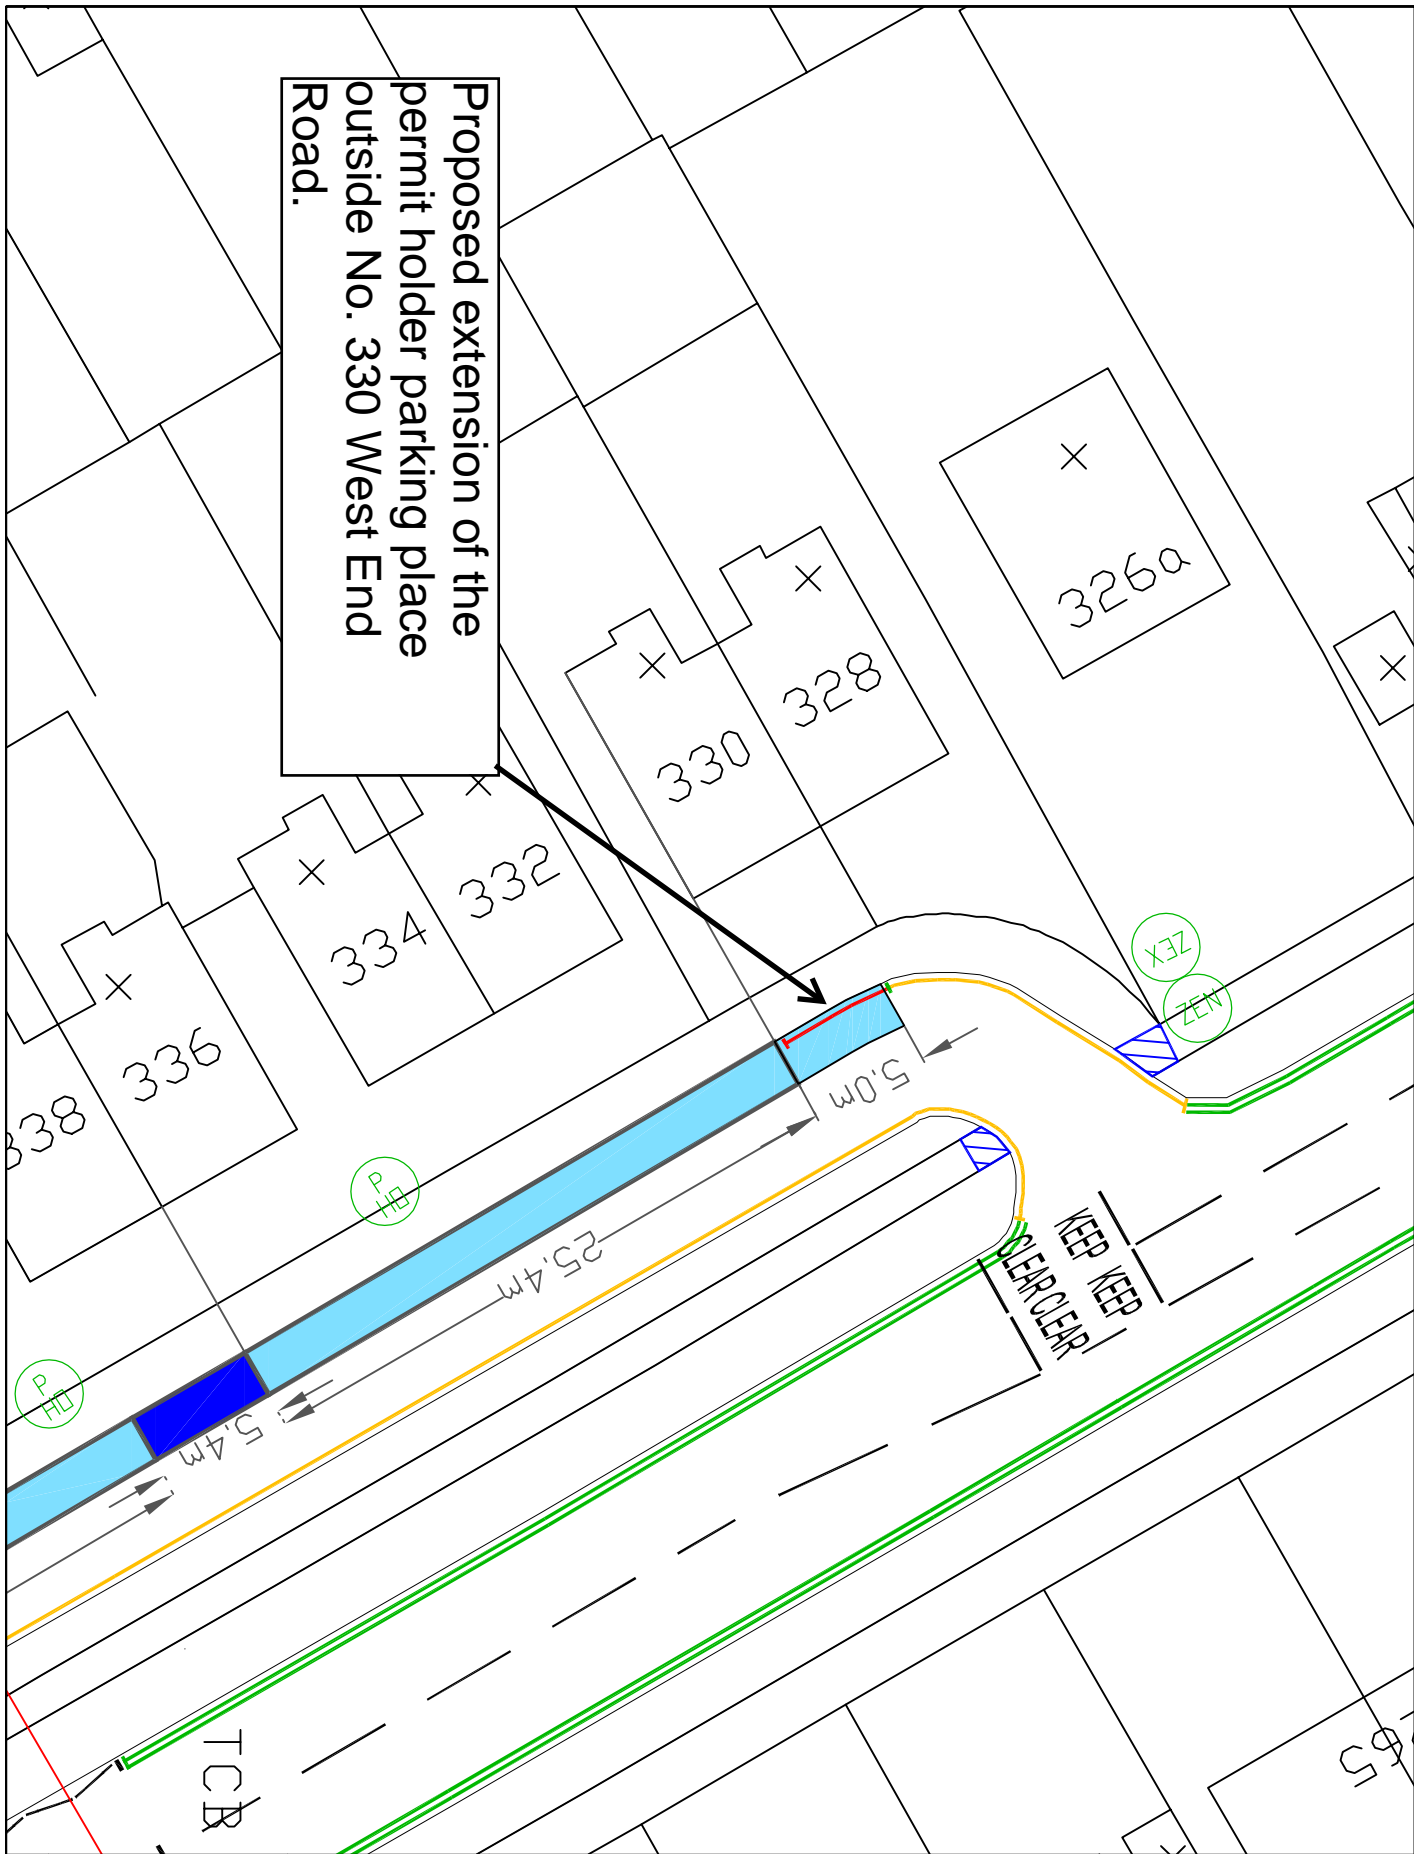 Proposed extension of the
permit holder parking place
outside No. 330 West End
Road.
326a
328
330
332
334
336
338
ZEX
ZEN
5.0m
25.4m
5.4m
P
HD
P
HD
KEEP KEEP
CLEAR CLEAR
TCB